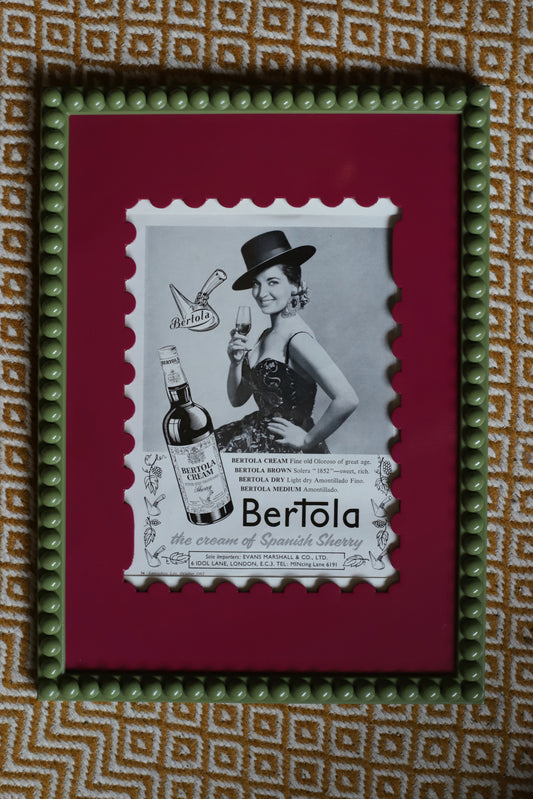 Bertola
BERTOLA
BERTOLA
CREAM
Sherry
BERTOLA CREAM Fine old Oloroso of great age.
BERTOLA BROWN Solera "1852"—sweet, rich.
BERTOLA DRY Light dry Amontillado Fino.
BERTOLA MEDIUM Amontillado.
Bertola
the cream of Spanish Sherry
Sole Importers: EVANS MARSHALL & CO., LTD.
6 IDOL LANE, LONDON, E.C.3. TEL: MINcing Lane 6191